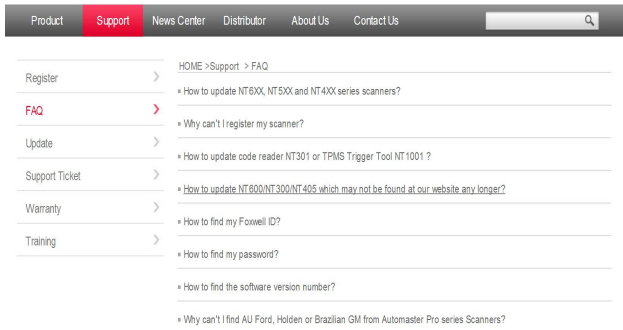 Product Support News Center Distributor About Us Contact Us
HOME >Support > FAQ
Register
FAQ
Update
Support Ticket
Warranty
Training
How to update NT6XX, NT5XX and NT4XX series scanners?
Why can't I register my scanner?
How to update code reader NT301 or TPMS Trigger Tool NT1001 ?
How to update NT600/NT300/NT405 which may not be found at our website any longer?
How to find my Foxwell ID?
How to find my password?
How to find the software version number?
Why can't I find AU Ford, Holden or Brazilian GM from Automaster Pro series Scanners?